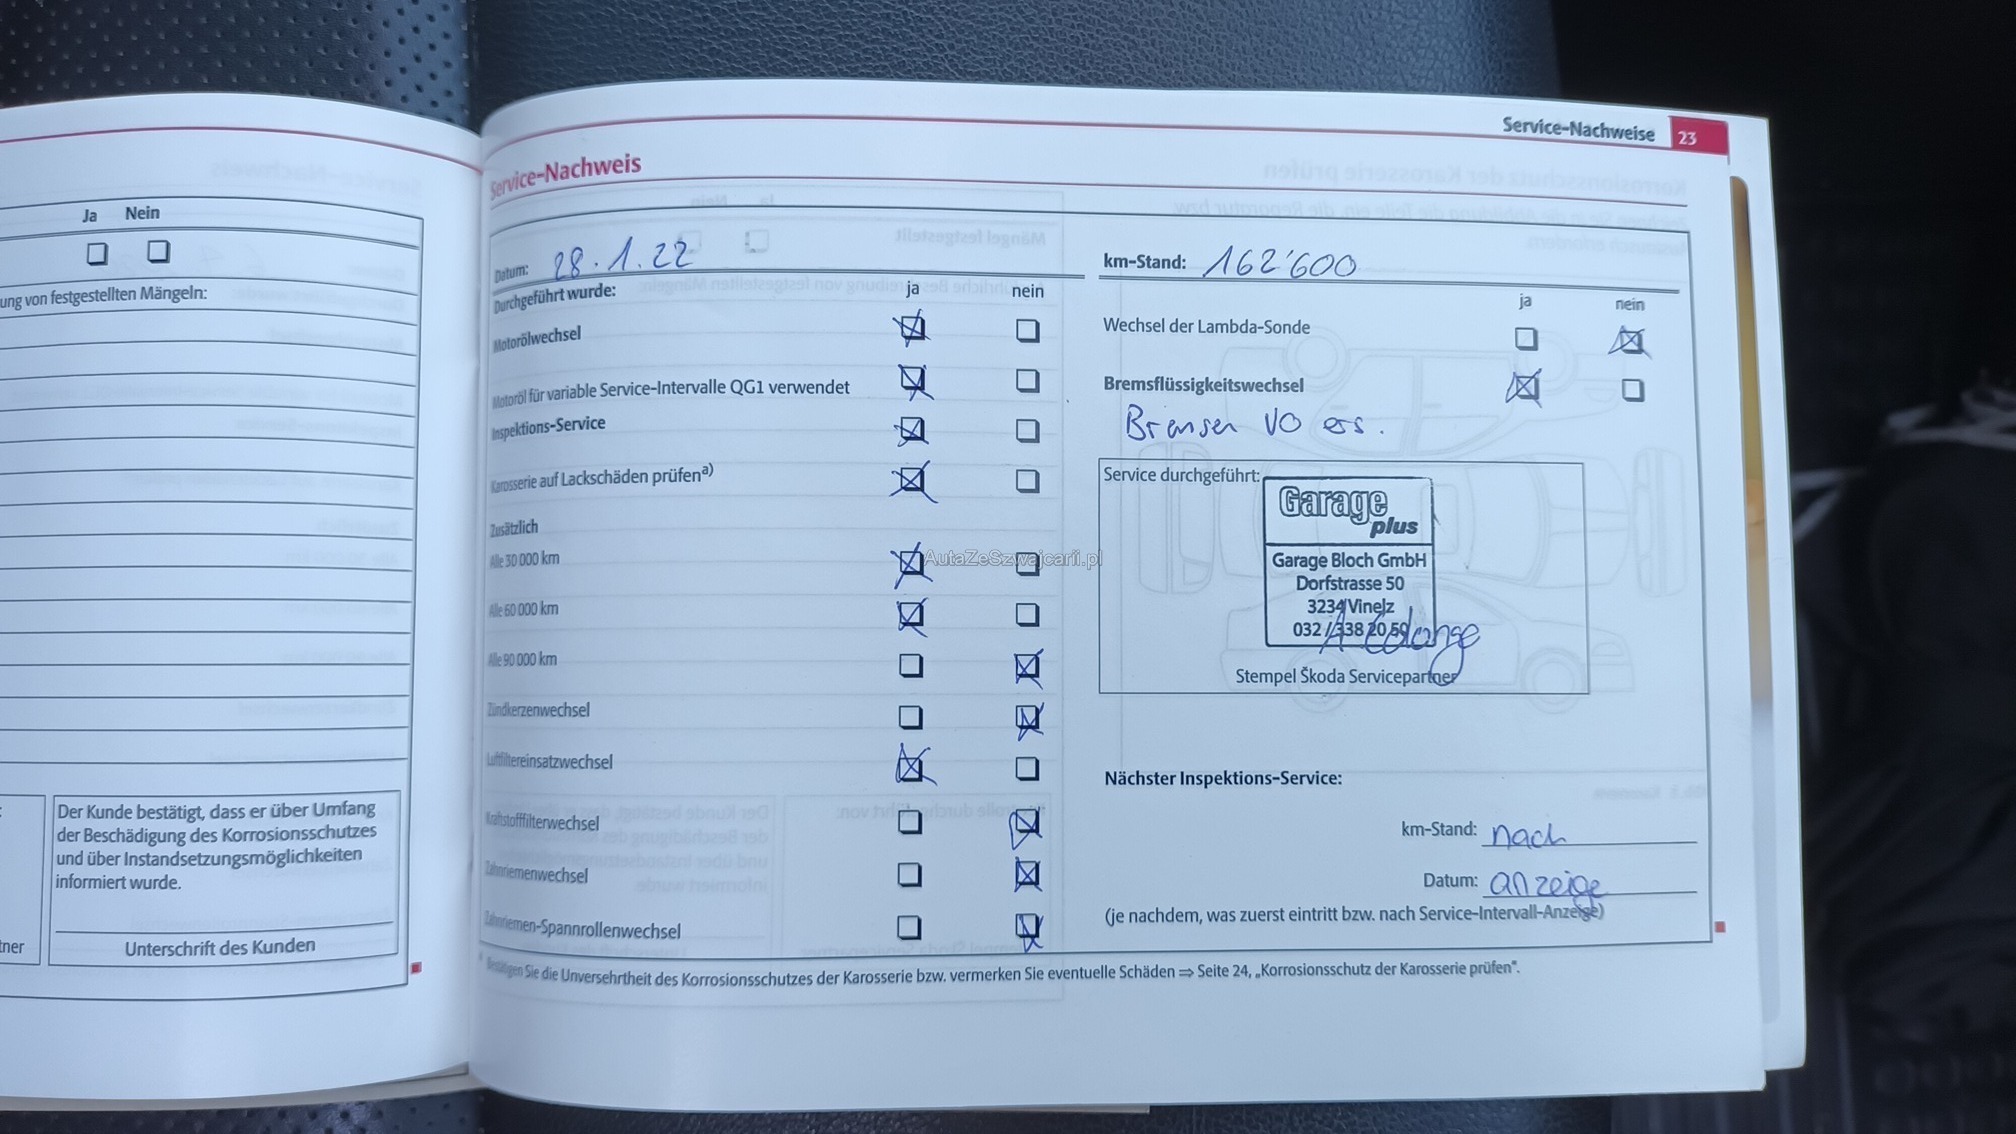 Ja Nein
ung von festgestellten Mängeln:
Der Kunde bestätigt, dass er über Umfang
der Beschädigung des Korrosionsschutzes
und über Instandsetzungsmöglichkeiten
informiert wurde.
tner
Unterschrift des Kunden
Service-Nachweise 23
Service-Nachweis
Datum: 28.1.22
km-Stand: 162'600
Durchgeführt wurde: ja nein
Motorölwechsel
Motoröl für variable Service-Intervalle QG1 verwendet
Inspektions-Service
Karosserie auf Lackschäden prüfen a)
Zusätzlich
Alle 30 000 km
Alle 60 000 km
Alle 90 000 km
Zündkerzenwechsel
Luftfiltereinsatzwechsel
Kraftstofffilterwechsel
Zahnriemenwechsel
Zahnriemen-Spannrollenwechsel
ja nein
Wechsel der Lambda-Sonde
Bremsflüssigkeitswechsel
Bremsen VO ers.
Service durchgeführt:
Garage
plus
Garage Bloch GmbH
Dorfstrasse 50
3234 Vinelz
032 / 338 20 50
Stempel Škoda Servicepartner
Nächster Inspektions-Service:
km-Stand: nach
Datum: anzeige
(je nachdem, was zuerst eintritt bzw. nach Service-Intervall-Anzeige)
Bestätigen Sie die Unversehrtheit des Korrosionsschutzes der Karosserie bzw. vermerken Sie eventuelle Schäden ⇒ Seite 24, „Korrosionsschutz der Karosserie prüfen".
AutaZeSzwajcarii.pl